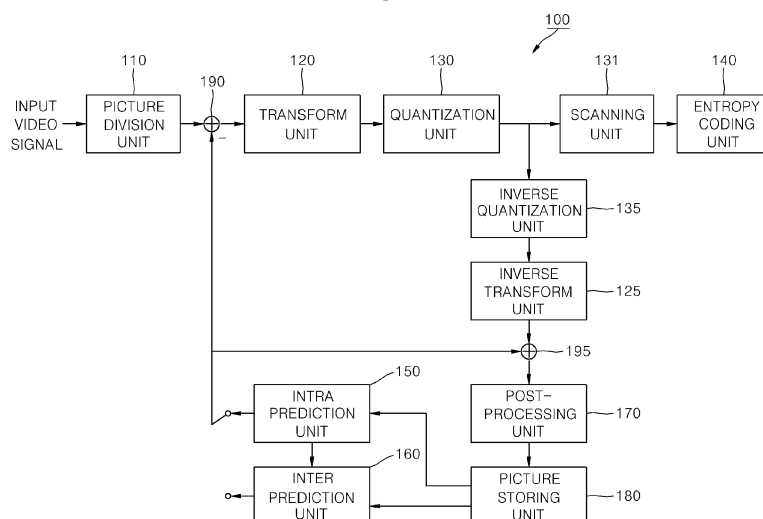 100
110
190
120
130
131
140
INPUT
VIDEO
SIGNAL
PICTURE
DIVISION
UNIT
−
TRANSFORM
UNIT
QUANTIZATION
UNIT
SCANNING
UNIT
ENTROPY
CODING
UNIT
INVERSE
QUANTIZATION
UNIT
135
INVERSE
TRANSFORM
UNIT
125
195
150
INTRA
PREDICTION
UNIT
POST-
PROCESSING
UNIT
170
160
INTER
PREDICTION
UNIT
PICTURE
STORING
UNIT
180